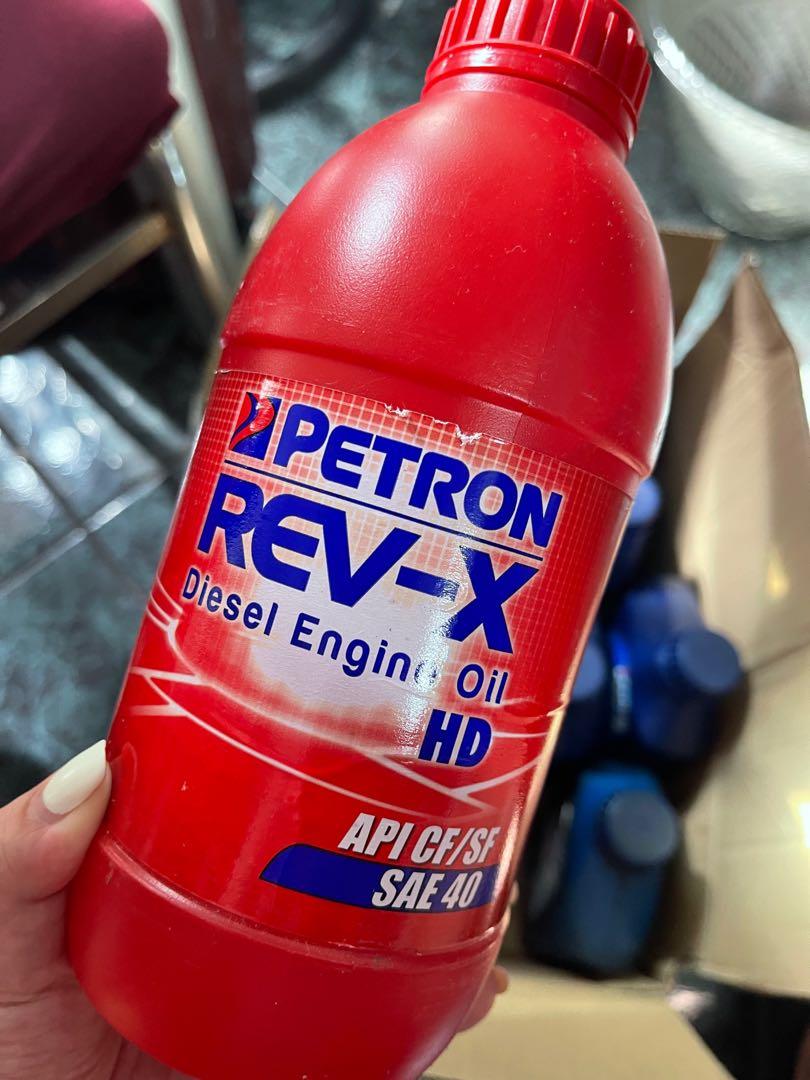 PETRON
REV-X
Diesel Engine Oil
HD
API CF/SF
SAE 40